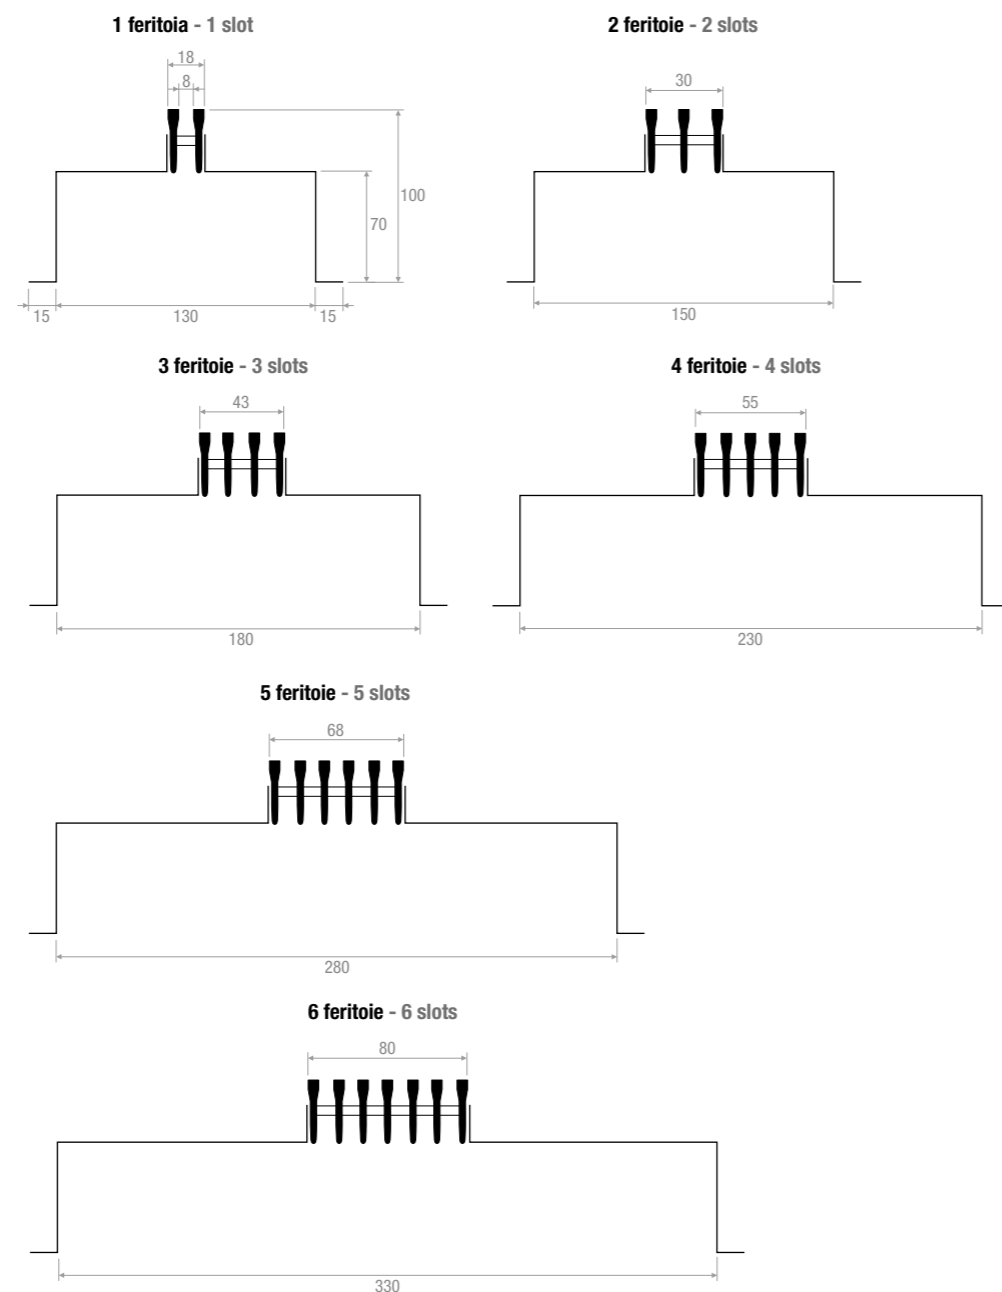 1 feritoia - 1 slot
18
8
100
70
15
130
15
2 feritoie - 2 slots
30
150
3 feritoie - 3 slots
43
180
4 feritoie - 4 slots
55
230
5 feritoie - 5 slots
68
280
6 feritoie - 6 slots
80
330